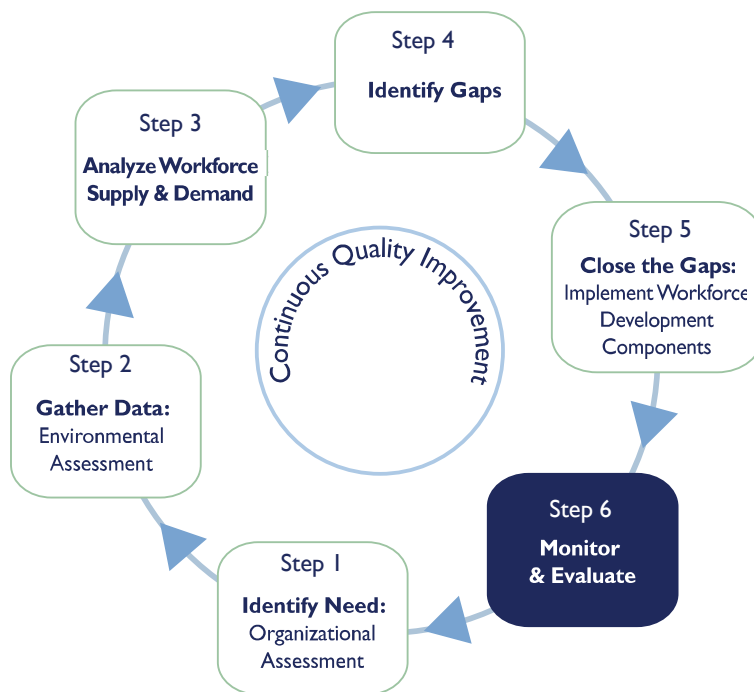 Step 1
Identify Need:
Organizational
Assessment
Step 2
Gather Data:
Environmental
Assessment
Step 3
Analyze Workforce
Supply & Demand
Step 4
Identify Gaps
Step 5
Close the Gaps:
Implement Workforce
Development
Components
Step 6
Monitor
& Evaluate
Continuous Quality Improvement